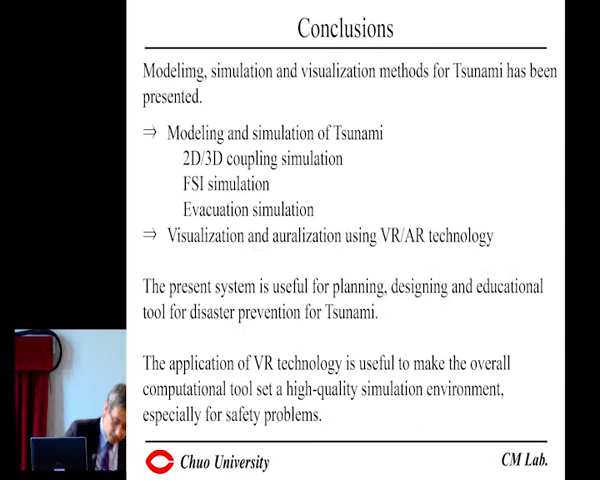 Conclusions
Modelimg, simulation and visualization methods for Tsunami has been
presented.
⇒ Modeling and simulation of Tsunami
2D/3D coupling simulation
FSI simulation
Evacuation simulation
⇒ Visualization and auralization using VR/AR technology
The present system is useful for planning, designing and educational
tool for disaster prevention for Tsunami.
The application of VR technology is useful to make the overall
computational tool set a high-quality simulation environment,
especially for safety problems.
Chuo University
CM Lab.